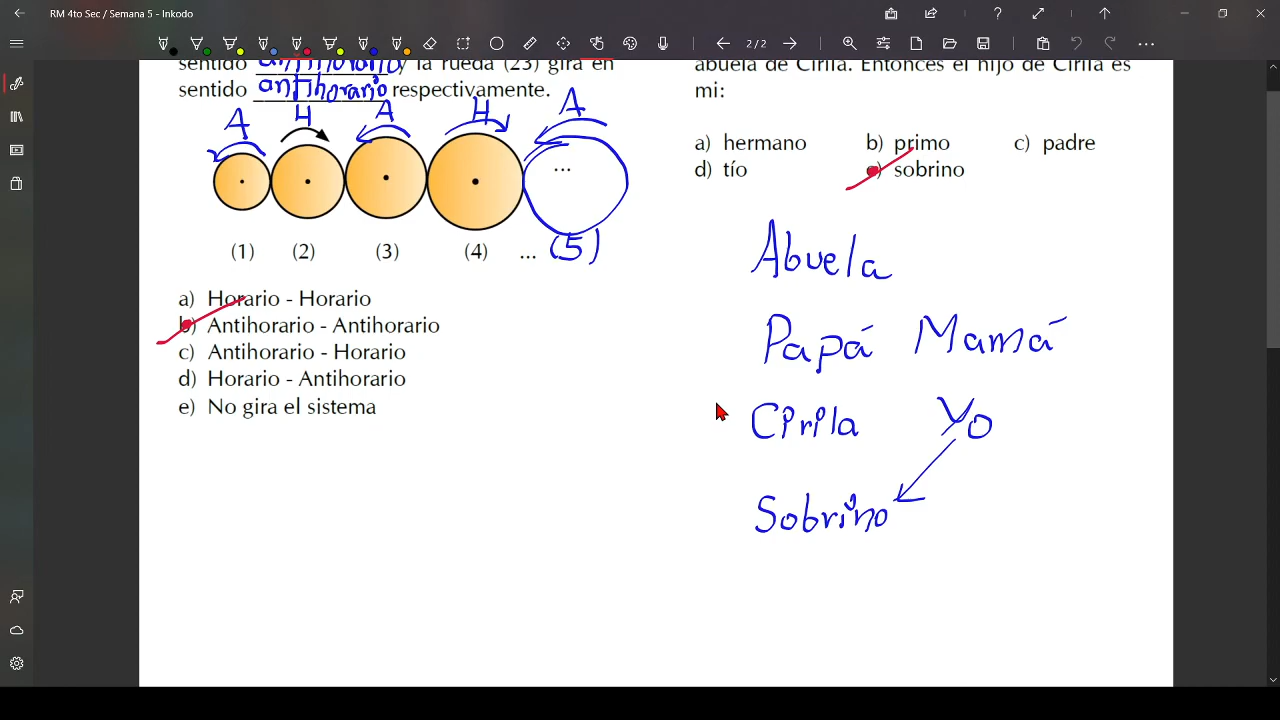 RM 4to Sec / Semana 5 - Inkodo
2/2
sentido antihorario y la rueda (23) gira en
sentido antihorario respectivamente.
A H A H A
...
(1) (2) (3) (4) ... (5)
a) Horario - Horario
b) Antihorario - Antihorario
c) Antihorario - Horario
d) Horario - Antihorario
e) No gira el sistema
abuela de Cirila. Entonces el hijo de Cirila es
mi:
a) hermano b) primo c) padre
d) tío e) sobrino
Abuela
Papá Mamá
Cirila Yo
Sobrino